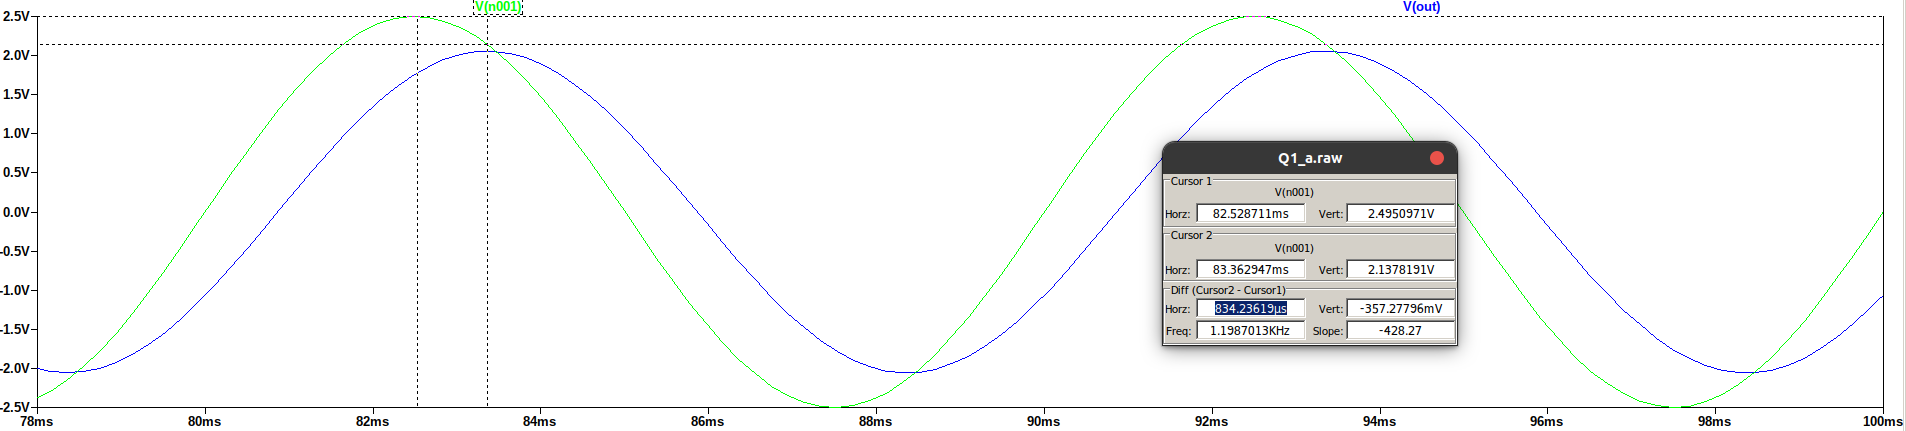 V(n001)
V(out)
2.5V
2.0V
1.5V
1.0V
0.5V
0.0V
-0.5V
-1.0V
-1.5V
-2.0V
-2.5V
78ms 80ms 82ms 84ms 86ms 88ms 90ms 92ms 94ms 96ms 98ms 100ms
Q1_a.raw
Cursor 1
V(n001)
Horz: 82.528711ms Vert: 2.4950971V
Cursor 2
V(n001)
Horz: 83.362947ms Vert: 2.1378191V
Diff (Cursor2 - Cursor1)
Horz: 834.23619µs Vert: -357.27796mV
Freq: 1.1987013KHz Slope: -428.27